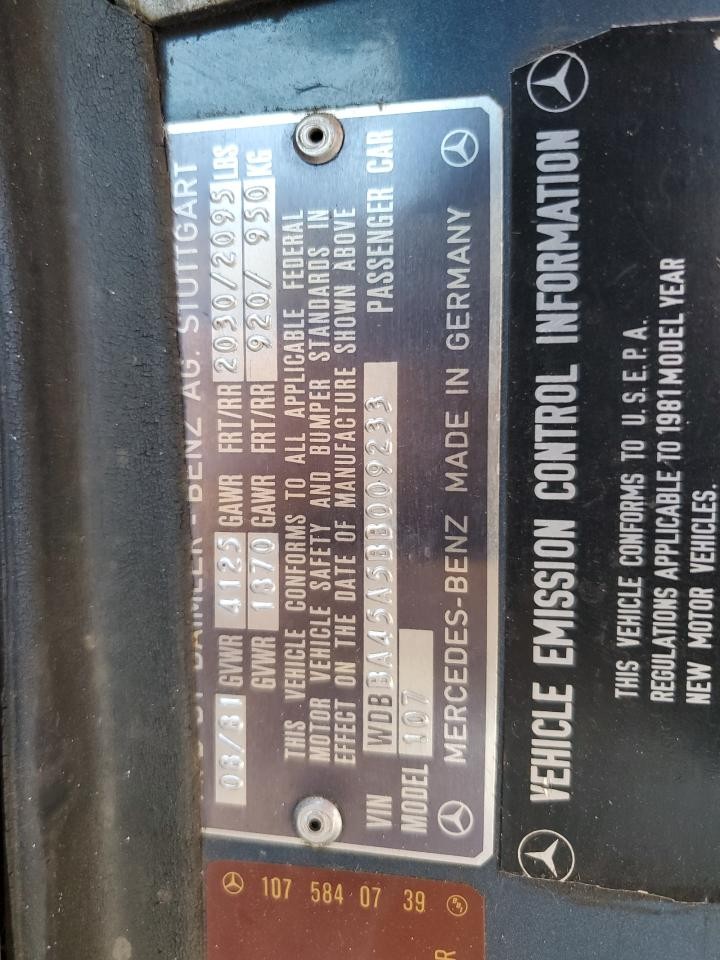 BY DAIMLER - BENZ AG. STUTTGART
03/81 GVWR 4125 GAWR FRT/RR 2030/2095 LBS
GVWR 1870 GAWR FRT/RR 920/ 950 KG
THIS VEHICLE CONFORMS TO ALL APPLICABLE FEDERAL
MOTOR VEHICLE SAFETY AND BUMPER STANDARDS IN
EFFECT ON THE DATE OF MANUFACTURE SHOWN ABOVE
VIN WDBBA45A5BB009233 PASSENGER CAR
MODEL 107
MERCEDES-BENZ MADE IN GERMANY
VEHICLE EMISSION CONTROL INFORMATION
THIS VEHICLE CONFORMS TO U.S.E.P.A.
REGULATIONS APPLICABLE TO 1981 MODEL YEAR
NEW MOTOR VEHICLES.
107 584 07 39